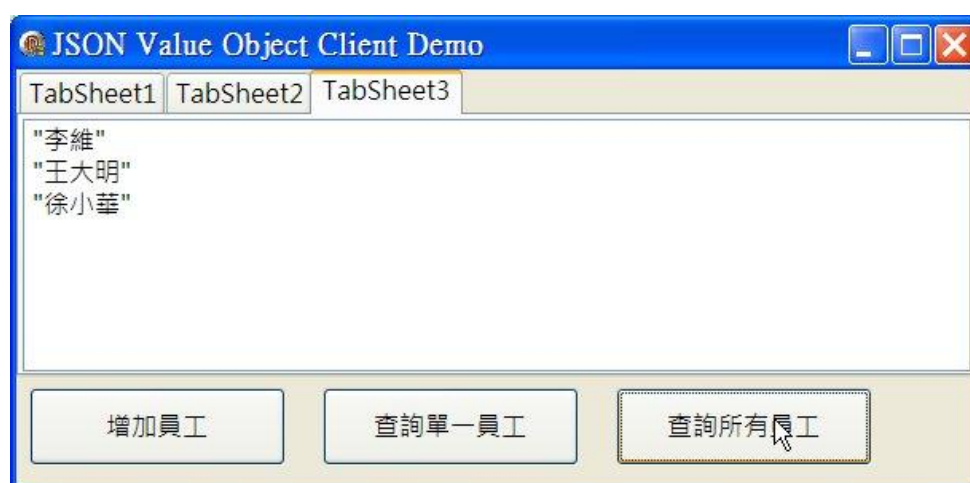 JSON Value Object Client Demo
TabSheet1 TabSheet2 TabSheet3
"李維"
"王大明"
"徐小華"
增加員工 查詢單一員工 查詢所有員工